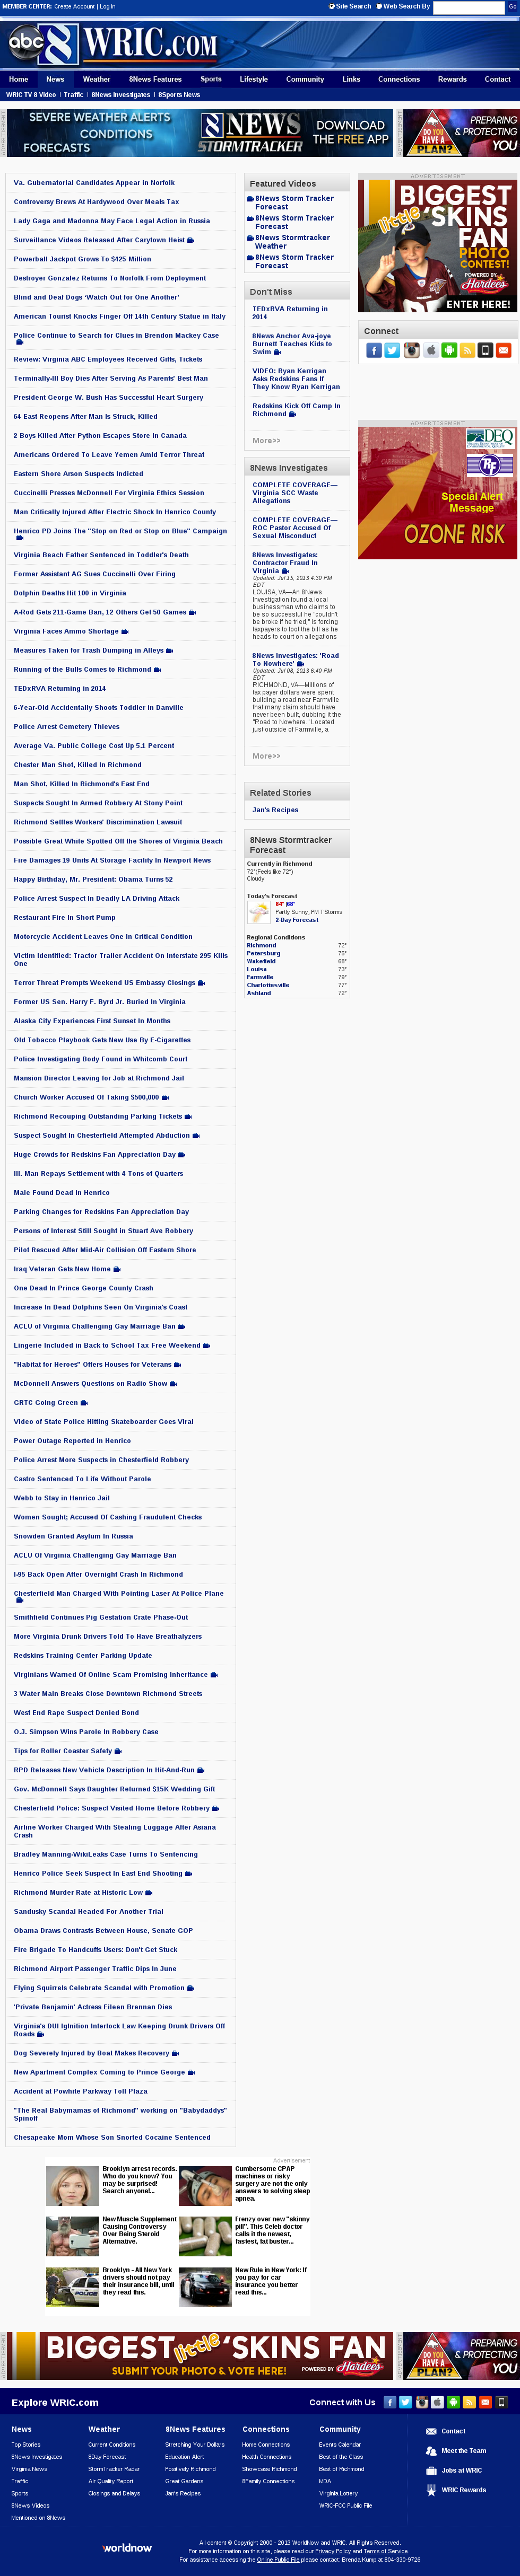 MEMBER CENTER: Create Account | Log In
Site Search Web Search By Go
abc 8 WRIC.COM
Home News Weather 8News Features Sports Lifestyle Community Links Connections Rewards Contact
WRIC TV 8 Video | Traffic | 8News Investigates | 8Sports News
SEVERE WEATHER ALERTS
CONDITIONS
FORECASTS
8NEWS
STORMTRACKER
DOWNLOAD
THE FREE APP
DO YOU HAVE A PLAN?
PREPARING
& PROTECTING
YOU
Va. Gubernatorial Candidates Appear in Norfolk
Controversy Brews At Hardywood Over Meals Tax
Lady Gaga and Madonna May Face Legal Action in Russia
Surveillance Videos Released After Carytown Heist
Powerball Jackpot Grows To $425 Million
Destroyer Gonzalez Returns To Norfolk From Deployment
Blind and Deaf Dogs 'Watch Out for One Another'
American Tourist Knocks Finger Off 14th Century Statue in Italy
Police Continue to Search for Clues in Brendon Mackey Case
Review: Virginia ABC Employees Received Gifts, Tickets
Terminally-Ill Boy Dies After Serving As Parents' Best Man
President George W. Bush Has Successful Heart Surgery
64 East Reopens After Man Is Struck, Killed
2 Boys Killed After Python Escapes Store In Canada
Americans Ordered To Leave Yemen Amid Terror Threat
Eastern Shore Arson Suspects Indicted
Cuccinelli Presses McDonnell For Virginia Ethics Session
Man Critically Injured After Electric Shock In Henrico County
Henrico PD Joins The "Stop on Red or Stop on Blue" Campaign
Virginia Beach Father Sentenced in Toddler's Death
Former Assistant AG Sues Cuccinelli Over Firing
Dolphin Deaths Hit 100 in Virginia
A-Rod Gets 211-Game Ban, 12 Others Get 50 Games
Virginia Faces Ammo Shortage
Measures Taken for Trash Dumping in Alleys
Running of the Bulls Comes to Richmond
TEDxRVA Returning in 2014
6-Year-Old Accidentally Shoots Toddler in Danville
Police Arrest Cemetery Thieves
Average Va. Public College Cost Up 5.1 Percent
Chester Man Shot, Killed In Richmond
Man Shot, Killed In Richmond's East End
Suspects Sought In Armed Robbery At Stony Point
Richmond Settles Workers' Discrimination Lawsuit
Possible Great White Spotted Off the Shores of Virginia Beach
Fire Damages 19 Units At Storage Facility In Newport News
Happy Birthday, Mr. President: Obama Turns 52
Police Arrest Suspect In Deadly LA Driving Attack
Restaurant Fire In Short Pump
Motorcycle Accident Leaves One In Critical Condition
Victim Identified: Tractor Trailer Accident On Interstate 295 Kills
One
Terror Threat Prompts Weekend US Embassy Closings
Former US Sen. Harry F. Byrd Jr. Buried In Virginia
Alaska City Experiences First Sunset In Months
Old Tobacco Playbook Gets New Use By E-Cigarettes
Police Investigating Body Found in Whitcomb Court
Mansion Director Leaving for Job at Richmond Jail
Church Worker Accused Of Taking $500,000
Richmond Recouping Outstanding Parking Tickets
Suspect Sought In Chesterfield Attempted Abduction
Huge Crowds for Redskins Fan Appreciation Day
Ill. Man Repays Settlement with 4 Tons of Quarters
Male Found Dead in Henrico
Parking Changes for Redskins Fan Appreciation Day
Persons of Interest Still Sought in Stuart Ave Robbery
Pilot Rescued After Mid-Air Collision Off Eastern Shore
Iraq Veteran Gets New Home
One Dead In Prince George County Crash
Increase In Dead Dolphins Seen On Virginia's Coast
ACLU of Virginia Challenging Gay Marriage Ban
Lingerie Included in Back to School Tax Free Weekend
"Habitat for Heroes" Offers Houses for Veterans
McDonnell Answers Questions on Radio Show
GRTC Going Green
Video of State Police Hitting Skateboarder Goes Viral
Power Outage Reported in Henrico
Police Arrest More Suspects in Chesterfield Robbery
Castro Sentenced To Life Without Parole
Webb to Stay in Henrico Jail
Women Sought; Accused Of Cashing Fraudulent Checks
Snowden Granted Asylum In Russia
ACLU Of Virginia Challenging Gay Marriage Ban
I-95 Back Open After Overnight Crash In Richmond
Chesterfield Man Charged With Pointing Laser At Police Plane
Smithfield Continues Pig Gestation Crate Phase-Out
More Virginia Drunk Drivers Told To Have Breathalyzers
Redskins Training Center Parking Update
Virginians Warned Of Online Scam Promising Inheritance
3 Water Main Breaks Close Downtown Richmond Streets
West End Rape Suspect Denied Bond
O.J. Simpson Wins Parole In Robbery Case
Tips for Roller Coaster Safety
RPD Releases New Vehicle Description In Hit-And-Run
Gov. McDonnell Says Daughter Returned $15K Wedding Gift
Chesterfield Police: Suspect Visited Home Before Robbery
Airline Worker Charged With Stealing Luggage After Asiana
Crash
Bradley Manning-WikiLeaks Case Turns To Sentencing
Henrico Police Seek Suspect In East End Shooting
Richmond Murder Rate at Historic Low
Sandusky Scandal Headed For Another Trial
Obama Draws Contrasts Between House, Senate GOP
Fire Brigade To Handcuffs Users: Don't Get Stuck
Richmond Airport Passenger Traffic Dips In June
Flying Squirrels Celebrate Scandal with Promotion
'Private Benjamin' Actress Eileen Brennan Dies
Virginia's DUI Iginition Interlock Law Keeping Drunk Drivers Off
Roads
Dog Severely Injured by Boat Makes Recovery
New Apartment Complex Coming to Prince George
Accident at Powhite Parkway Toll Plaza
"The Real Babymamas of Richmond" working on "Babydaddys"
Spinoff
Chesapeake Mom Whose Son Snorted Cocaine Sentenced
Featured Videos
8News Storm Tracker
Forecast
8News Storm Tracker
Forecast
8News Stormtracker
Weather
8News Storm Tracker
Forecast
Don't Miss
TEDxRVA Returning in
2014
8News Anchor Ava-joye
Burnett Teaches Kids to
Swim
VIDEO: Ryan Kerrigan
Asks Redskins Fans If
They Know Ryan Kerrigan
Redskins Kick Off Camp In
Richmond
More>>
8News Investigates
COMPLETE COVERAGE—
Virginia SCC Waste
Allegations
COMPLETE COVERAGE—
ROC Pastor Accused Of
Sexual Misconduct
8News Investigates:
Contractor Fraud In
Virginia
Updated: Jul 15, 2013 4:30 PM
EDT
LOUISA, VA—An 8News
Investigation found a local
businessman who claims to
be so successful he "couldn't
be broke if he tried," is forcing
taxpayers to foot the bill as he
heads to court on allegations
8News Investigates: 'Road
To Nowhere'
Updated: Jul 08, 2013 6:40 PM
EDT
RICHMOND, VA—Millions of
tax payer dollars were spent
building a road near Farmville
that many claim should have
never been built, dubbing it the
"Road to Nowhere." Located
just outside of Farmville, a
More>>
Related Stories
Jan's Recipes
8News Stormtracker
Forecast
Currently in Richmond
72°(Feels like 72°)
Cloudy
Today's Forecast
84° |68°
Partly Sunny, PM T'Storms
2-Day Forecast
Regional Conditions
Richmond 72°
Petersburg 75°
Wakefield 68°
Louisa 73°
Farmville 79°
Charlottesville 77°
Ashland 72°
ADVERTISEMENT
BIGGEST
little
'SKINS
FAN
PHOTO
CONTEST!
POWERED BY
Hardees
ENTER HERE!
Connect
ADVERTISEMENT
DEQ
Special Alert
Message
OZONE RISK
Advertisement
Brooklyn arrest records.
Who do you know? You
may be surprised!
Search anyone!...
Cumbersome CPAP
machines or risky
surgery are not the only
answers to solving sleep
apnea.
New Muscle Supplement
Causing Controversy
Over Being Steroid
Alternative.
Frenzy over new "skinny
pill". This Celeb doctor
calls it the newest,
fastest, fat buster...
Brooklyn - All New York
drivers should not pay
their insurance bill, until
they read this.
New Rule in New York: If
you pay for car
insurance you better
read this...
BIGGEST little 'SKINS FAN
SUBMIT YOUR PHOTO & VOTE HERE!
POWERED BY Hardees
DO YOU HAVE A PLAN?
PREPARING
& PROTECTING
YOU
Explore WRIC.com
Connect with Us
News
Top Stories
8News Investigates
Virginia News
Traffic
Sports
8News Videos
Mentioned on 8News
Weather
Current Conditions
8Day Forecast
StormTracker Radar
Air Quality Report
Closings and Delays
8News Features
Stretching Your Dollars
Education Alert
Positively Richmond
Great Gardens
Jan's Recipes
Connections
Home Connections
Health Connections
Showcase Richmond
8Family Connections
Community
Events Calendar
Best of the Class
Best of Richmond
MDA
Virginia Lottery
WRIC-FCC Public File
Contact
Meet the Team
Jobs at WRIC
WRIC Rewards
worldnow
All content © Copyright 2000 - 2013 WorldNow and WRIC. All Rights Reserved.
For more information on this site, please read our Privacy Policy and Terms of Service.
For assistance accessing the Online Public File please contact: Brenda Kump at 804-330-9726